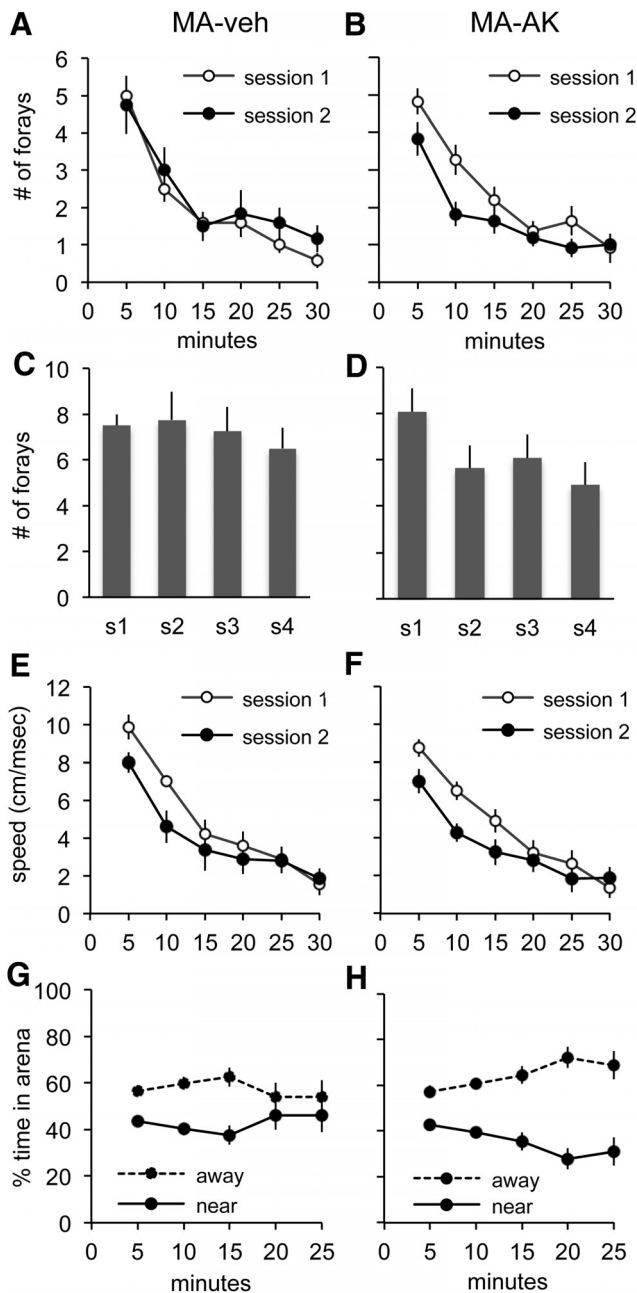 A MA-veh B MA-AK
# of forays
6
5
4
3
2
1
0
session 1
session 2
session 1
session 2
0 5 10 15 20 25 30
minutes
0 5 10 15 20 25 30
minutes
C D
# of forays
10
8
6
4
2
0
s1 s2 s3 s4
s1 s2 s3 s4
E F
speed (cm/msec)
12
10
8
6
4
2
0
session 1
session 2
session 1
session 2
0 5 10 15 20 25 30
0 5 10 15 20 25 30
G H
% time in arena
100
80
60
40
20
0
away
near
away
near
0 5 10 15 20 25
minutes
0 5 10 15 20 25
minutes